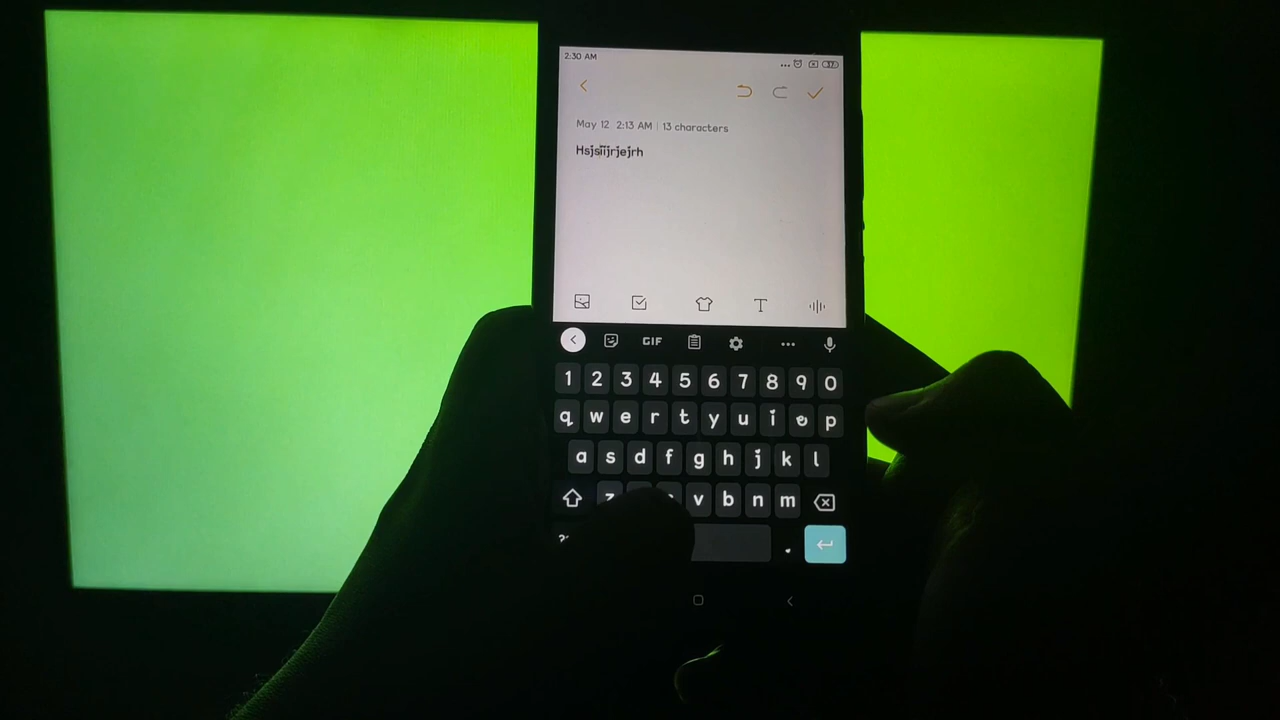 2:30 AM
37
May 12 2:13 AM | 13 characters
Hsjsiijrjejrh
GIF
1 2 3 4 5 6 7 8 9 0
q w e r t y u i o p
a s d f g h j k l
z v b n m
.